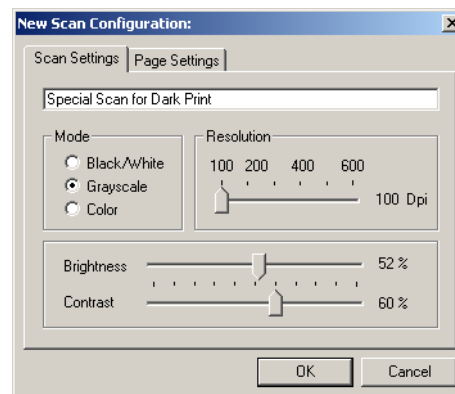 New Scan Configuration:
Scan Settings Page Settings
Special Scan for Dark Print
Mode
Black/White
Grayscale
Color
Resolution
100 200 400 600
100 Dpi
Brightness 52 %
Contrast 60 %
OK Cancel